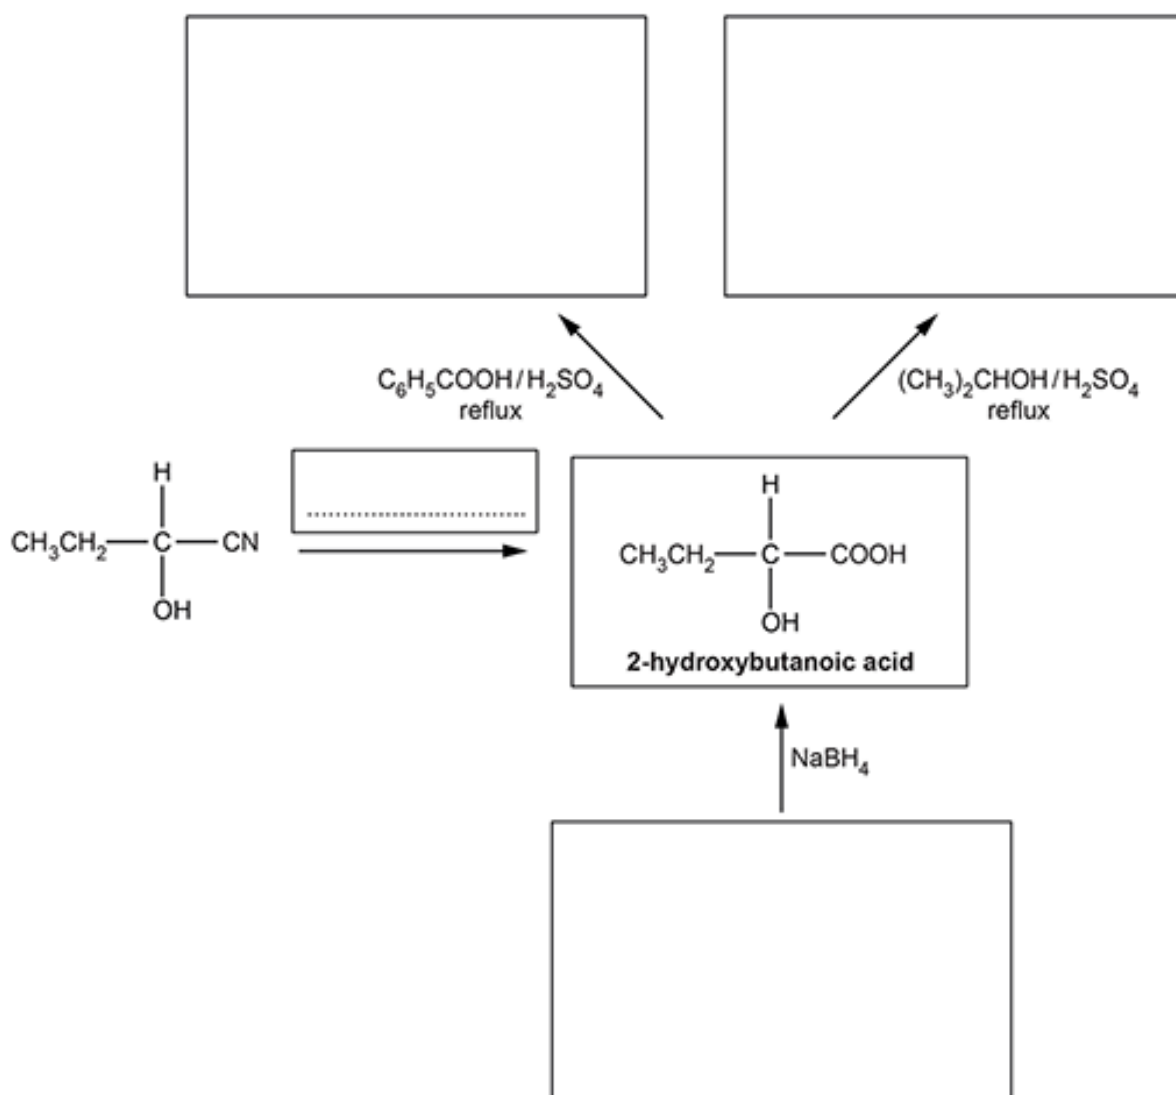 C₆H₅COOH/H₂SO₄
reflux
(CH₃)₂CHOH/H₂SO₄
reflux
H
CH₃CH₂—C—CN
OH
H
CH₃CH₂—C—COOH
OH
2-hydroxybutanoic acid
NaBH₄